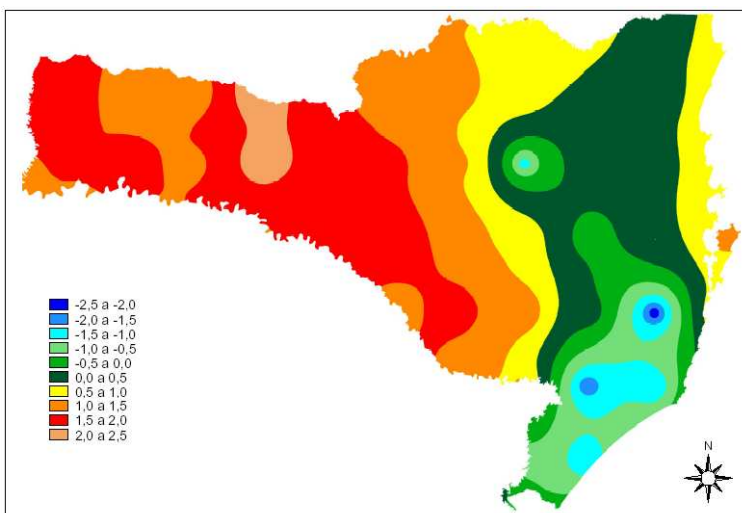 -2,5 a -2,0
-2,0 a -1,5
-1,5 a -1,0
-1,0 a -0,5
-0,5 a 0,0
0,0 a 0,5
0,5 a 1,0
1,0 a 1,5
1,5 a 2,0
2,0 a 2,5
N